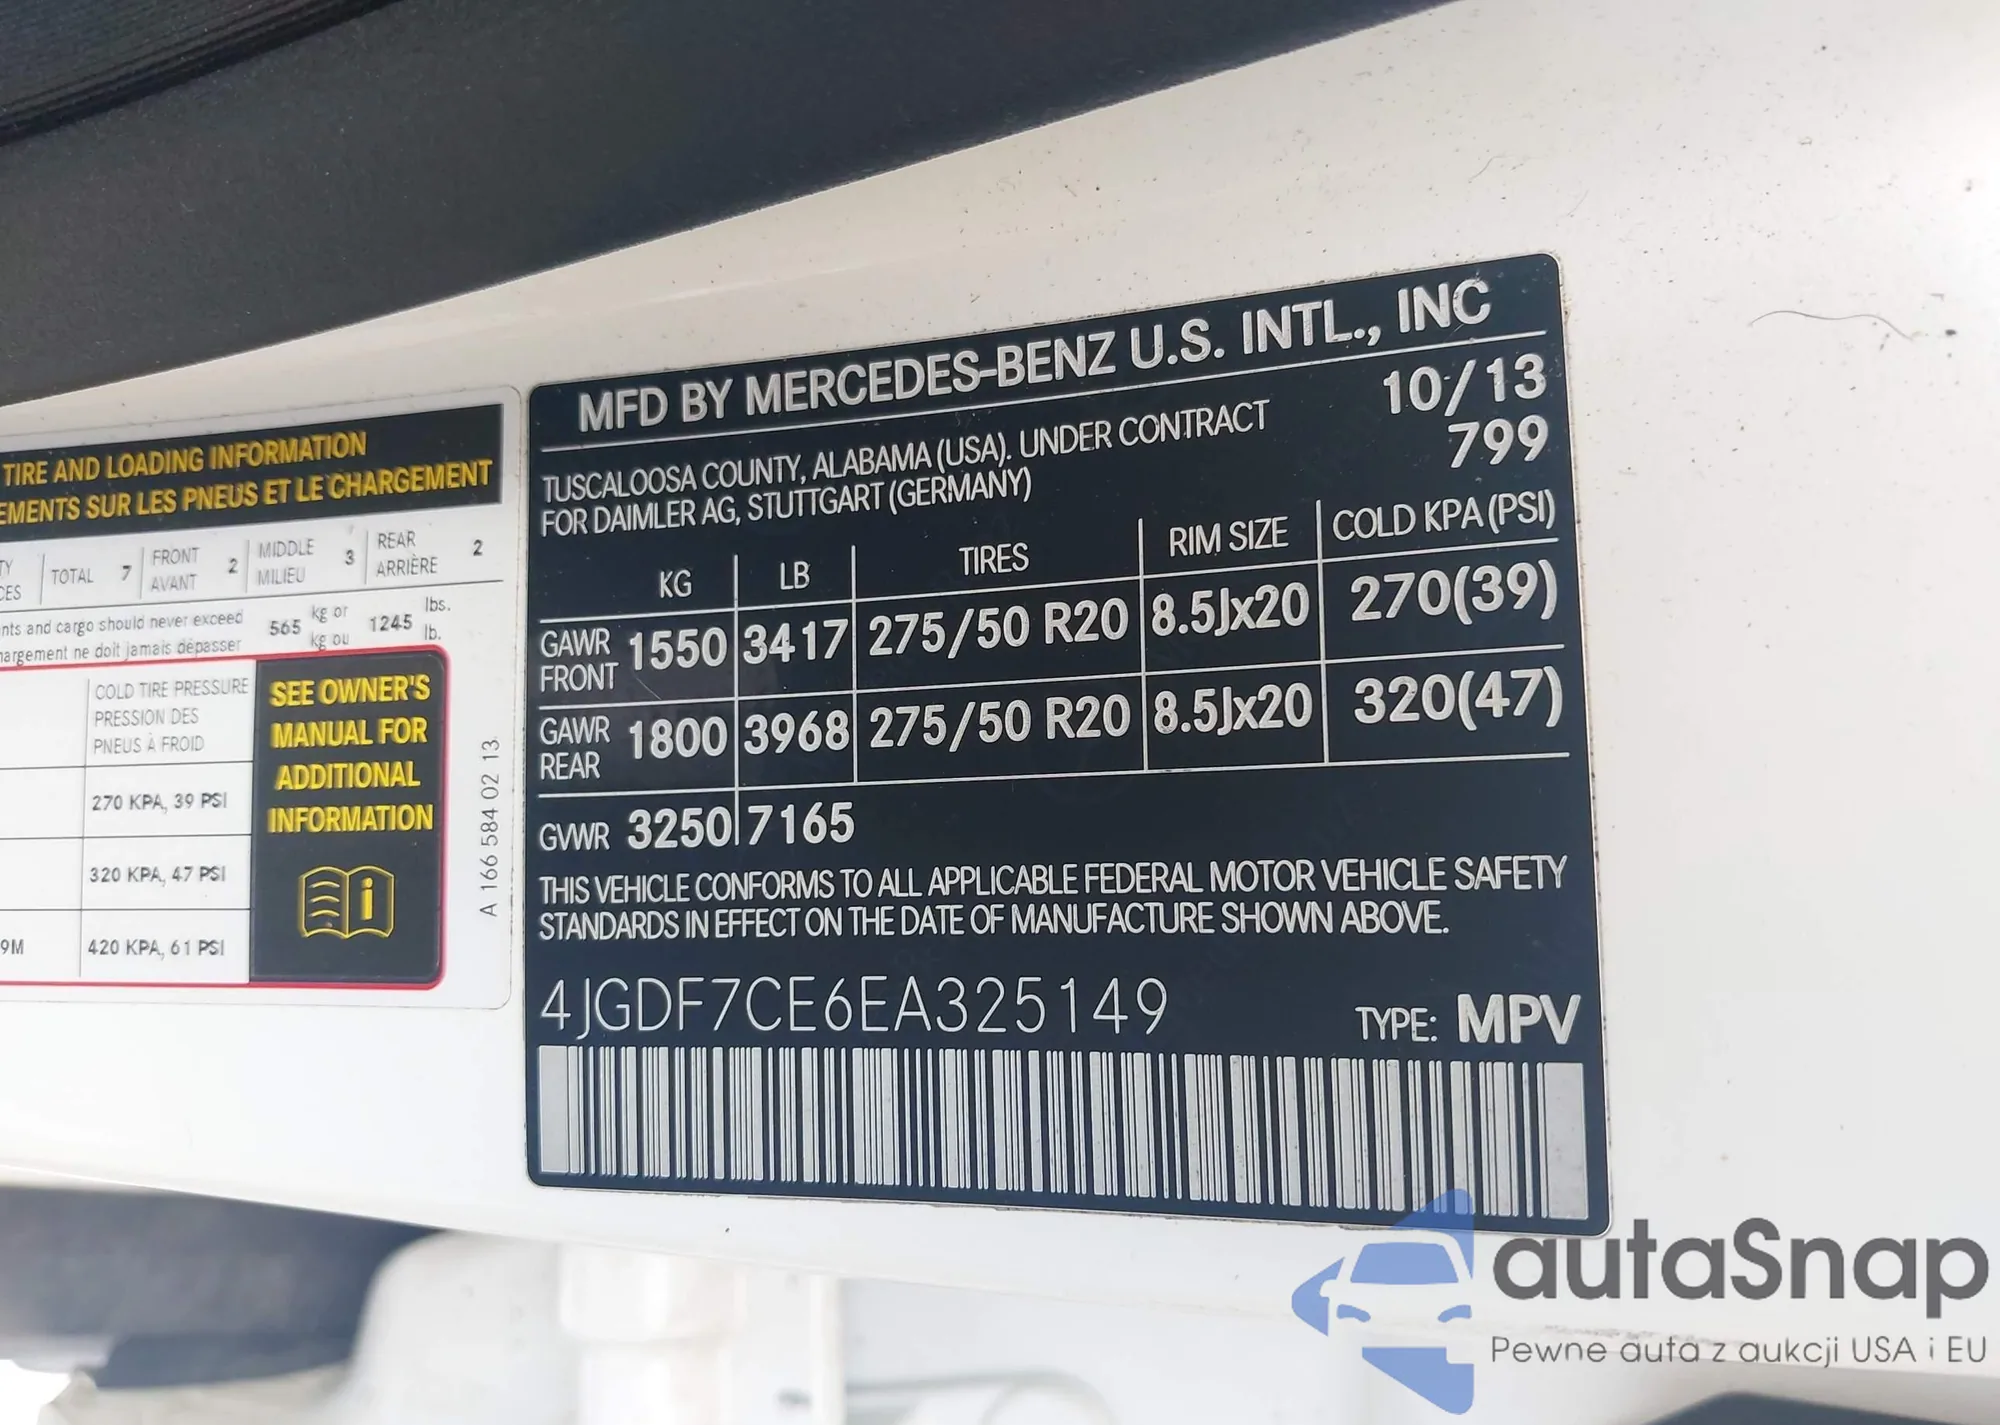 TIRE AND LOADING INFORMATION
EMENTS SUR LES PNEUS ET LE CHARGEMENT
TY
CES
TOTAL 7
FRONT
AVANT 2
MIDDLE
MILIEU 3
REAR
ARRIÈRE 2
nts and cargo should never exceed
hargement ne doit jamais dépasser
565
kg or
kg ou
1245
lbs.
lb.
COLD TIRE PRESSURE
PRESSION DES
PNEUS À FROID
270 KPA, 39 PSI
320 KPA, 47 PSI
9M
420 KPA, 61 PSI
SEE OWNER'S
MANUAL FOR
ADDITIONAL
INFORMATION
i
A 166 584 02 13
MFD BY MERCEDES-BENZ U.S. INTL., INC
TUSCALOOSA COUNTY, ALABAMA (USA). UNDER CONTRACT
FOR DAIMLER AG, STUTTGART (GERMANY)
10/13
799
KG LB TIRES RIM SIZE COLD KPA (PSI)
GAWR
FRONT 1550 3417 275/50 R20 8.5Jx20 270(39)
GAWR
REAR 1800 3968 275/50 R20 8.5Jx20 320(47)
GVWR 3250 7165
THIS VEHICLE CONFORMS TO ALL APPLICABLE FEDERAL MOTOR VEHICLE SAFETY
STANDARDS IN EFFECT ON THE DATE OF MANUFACTURE SHOWN ABOVE.
4JGDF7CE6EA325149
TYPE: MPV
autaSnap
Pewne auta z aukcji USA i EU